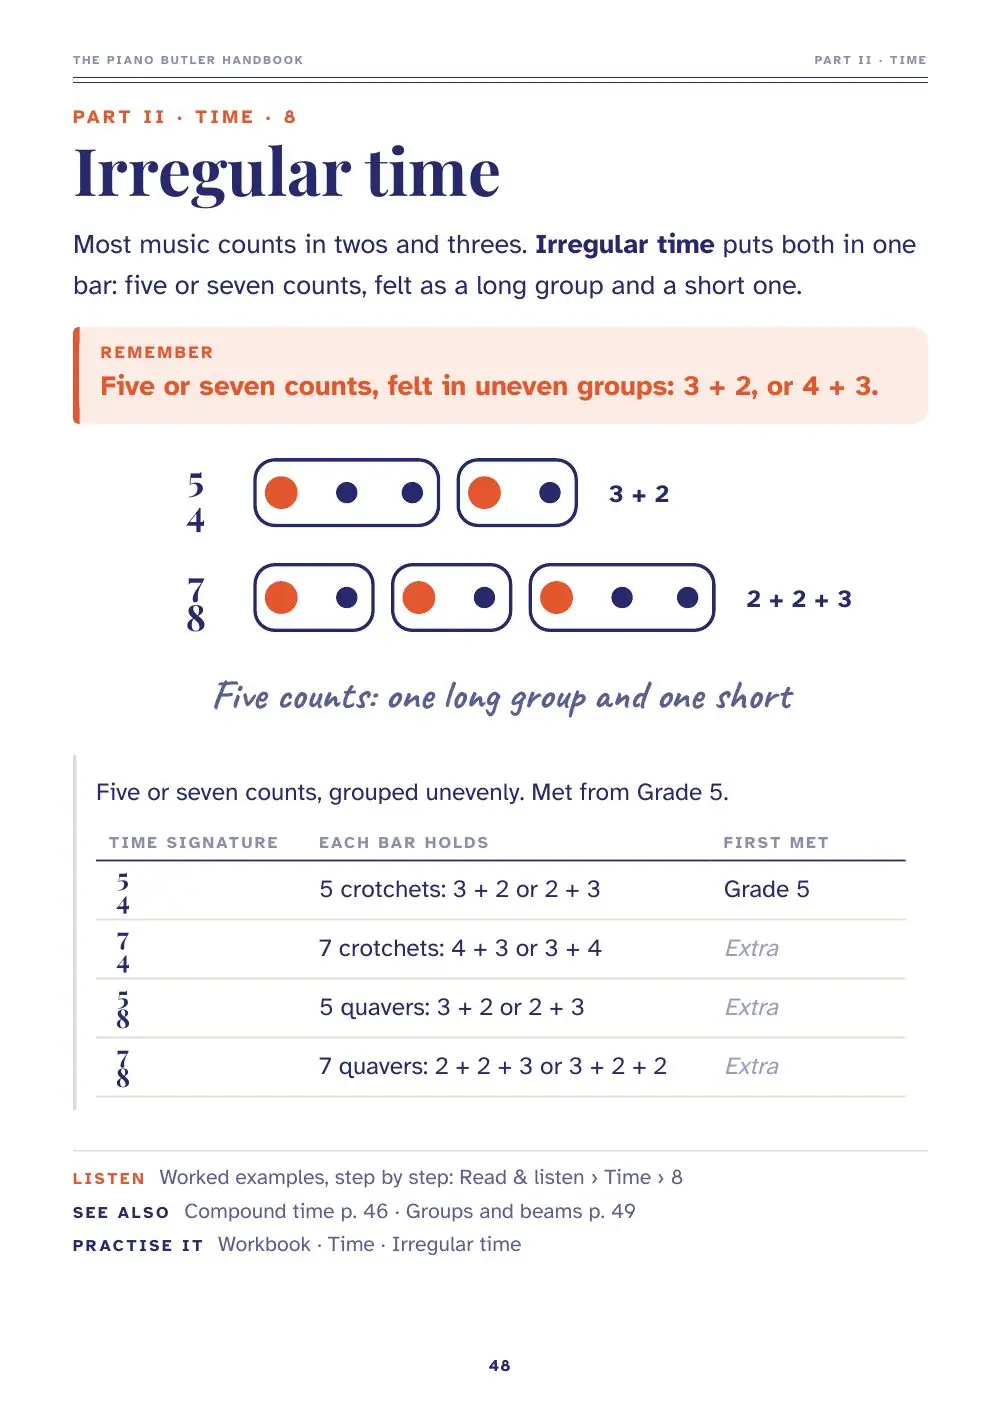 THE PIANO BUTLER HANDBOOK
PART II · TIME
PART II · TIME · 8
Irregular time
Most music counts in twos and threes. Irregular time puts both in one
bar: five or seven counts, felt as a long group and a short one.
REMEMBER
Five or seven counts, felt in uneven groups: 3 + 2, or 4 + 3.
5
4
3 + 2
7
8
2 + 2 + 3
Five counts: one long group and one short
Five or seven counts, grouped unevenly. Met from Grade 5.
TIME SIGNATURE EACH BAR HOLDS FIRST MET
5
4
5 crotchets: 3 + 2 or 2 + 3 Grade 5
7
4
7 crotchets: 4 + 3 or 3 + 4 Extra
5
8
5 quavers: 3 + 2 or 2 + 3 Extra
7
8
7 quavers: 2 + 2 + 3 or 3 + 2 + 2 Extra
LISTEN Worked examples, step by step: Read & listen › Time › 8
SEE ALSO Compound time p. 46 · Groups and beams p. 49
PRACTISE IT Workbook · Time · Irregular time
48